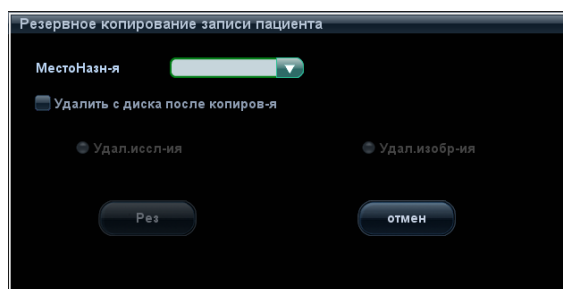 Резервное копирование записи пациента
МестоНазн-я
Удалить с диска после копиров-я
Удал.иссл-ия Удал.изобр-ия
Рез отмен